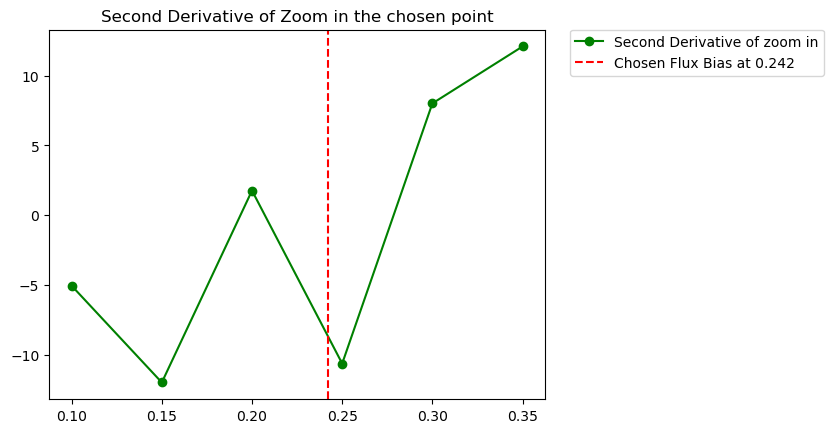 Second Derivative of Zoom in the chosen point
Second Derivative of zoom in
Chosen Flux Bias at 0.242
10
5
0
−5
−10
0.10 0.15 0.20 0.25 0.30 0.35